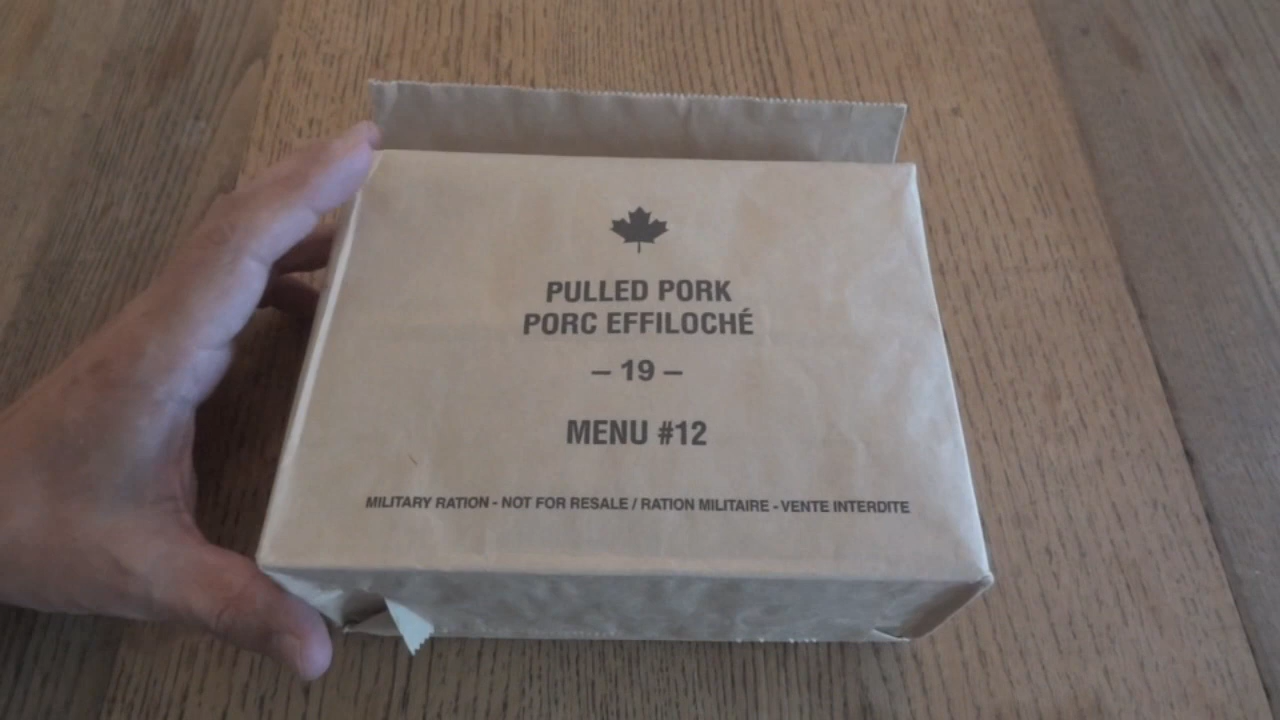 PULLED PORK
PORC EFFILOCHÉ
– 19 –
MENU #12
MILITARY RATION - NOT FOR RESALE / RATION MILITAIRE - VENTE INTERDITE